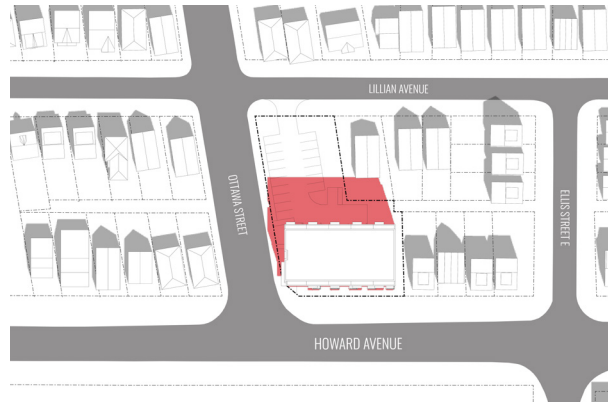 LILLIAN AVENUE
OTTAWA STREET
ELLIS STREET E
HOWARD AVENUE